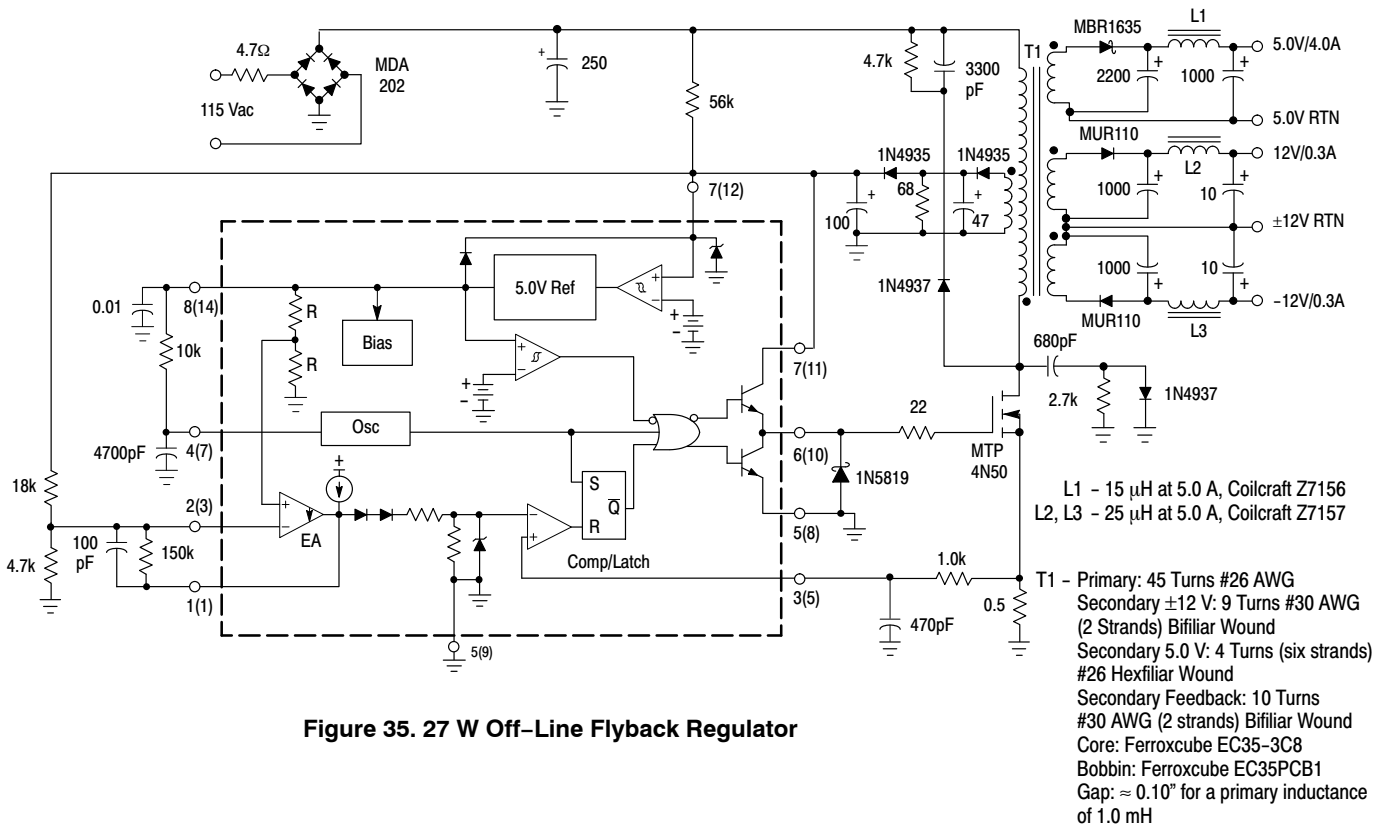 4.7Ω
MDA
202
115 Vac
+
250
56k
4.7k
3300
pF
T1
MBR1635
L1
+
2200
+
1000
5.0V/4.0A
5.0V RTN
MUR110
L2
+
1000
+
10
12V/0.3A
±12V RTN
1000
+
10
+
MUR110
L3
−12V/0.3A
1N4935
1N4935
68
+
100
+
47
7(12)
1N4937
680pF
2.7k
1N4937
0.01
8(14)
R
R
Bias
5.0V Ref
+
−
+
−
+
−
+
−
7(11)
10k
4(7)
4700pF
Osc
22
6(10)
MTP
4N50
1N5819
5(8)
18k
2(3)
+
−
EA
+
S
R
Q̅
−
+
Comp/Latch
4.7k
100
pF
150k
1(1)
5(9)
3(5)
1.0k
470pF
0.5
L1 − 15 μH at 5.0 A, Coilcraft Z7156
L2, L3 − 25 μH at 5.0 A, Coilcraft Z7157
T1 − Primary: 45 Turns #26 AWG
Secondary ±12 V: 9 Turns #30 AWG
(2 Strands) Bifiliar Wound
Secondary 5.0 V: 4 Turns (six strands)
#26 Hexfiliar Wound
Secondary Feedback: 10 Turns
#30 AWG (2 strands) Bifiliar Wound
Core: Ferroxcube EC35−3C8
Bobbin: Ferroxcube EC35PCB1
Gap: ≈ 0.10" for a primary inductance
of 1.0 mH
Figure 35. 27 W Off−Line Flyback Regulator